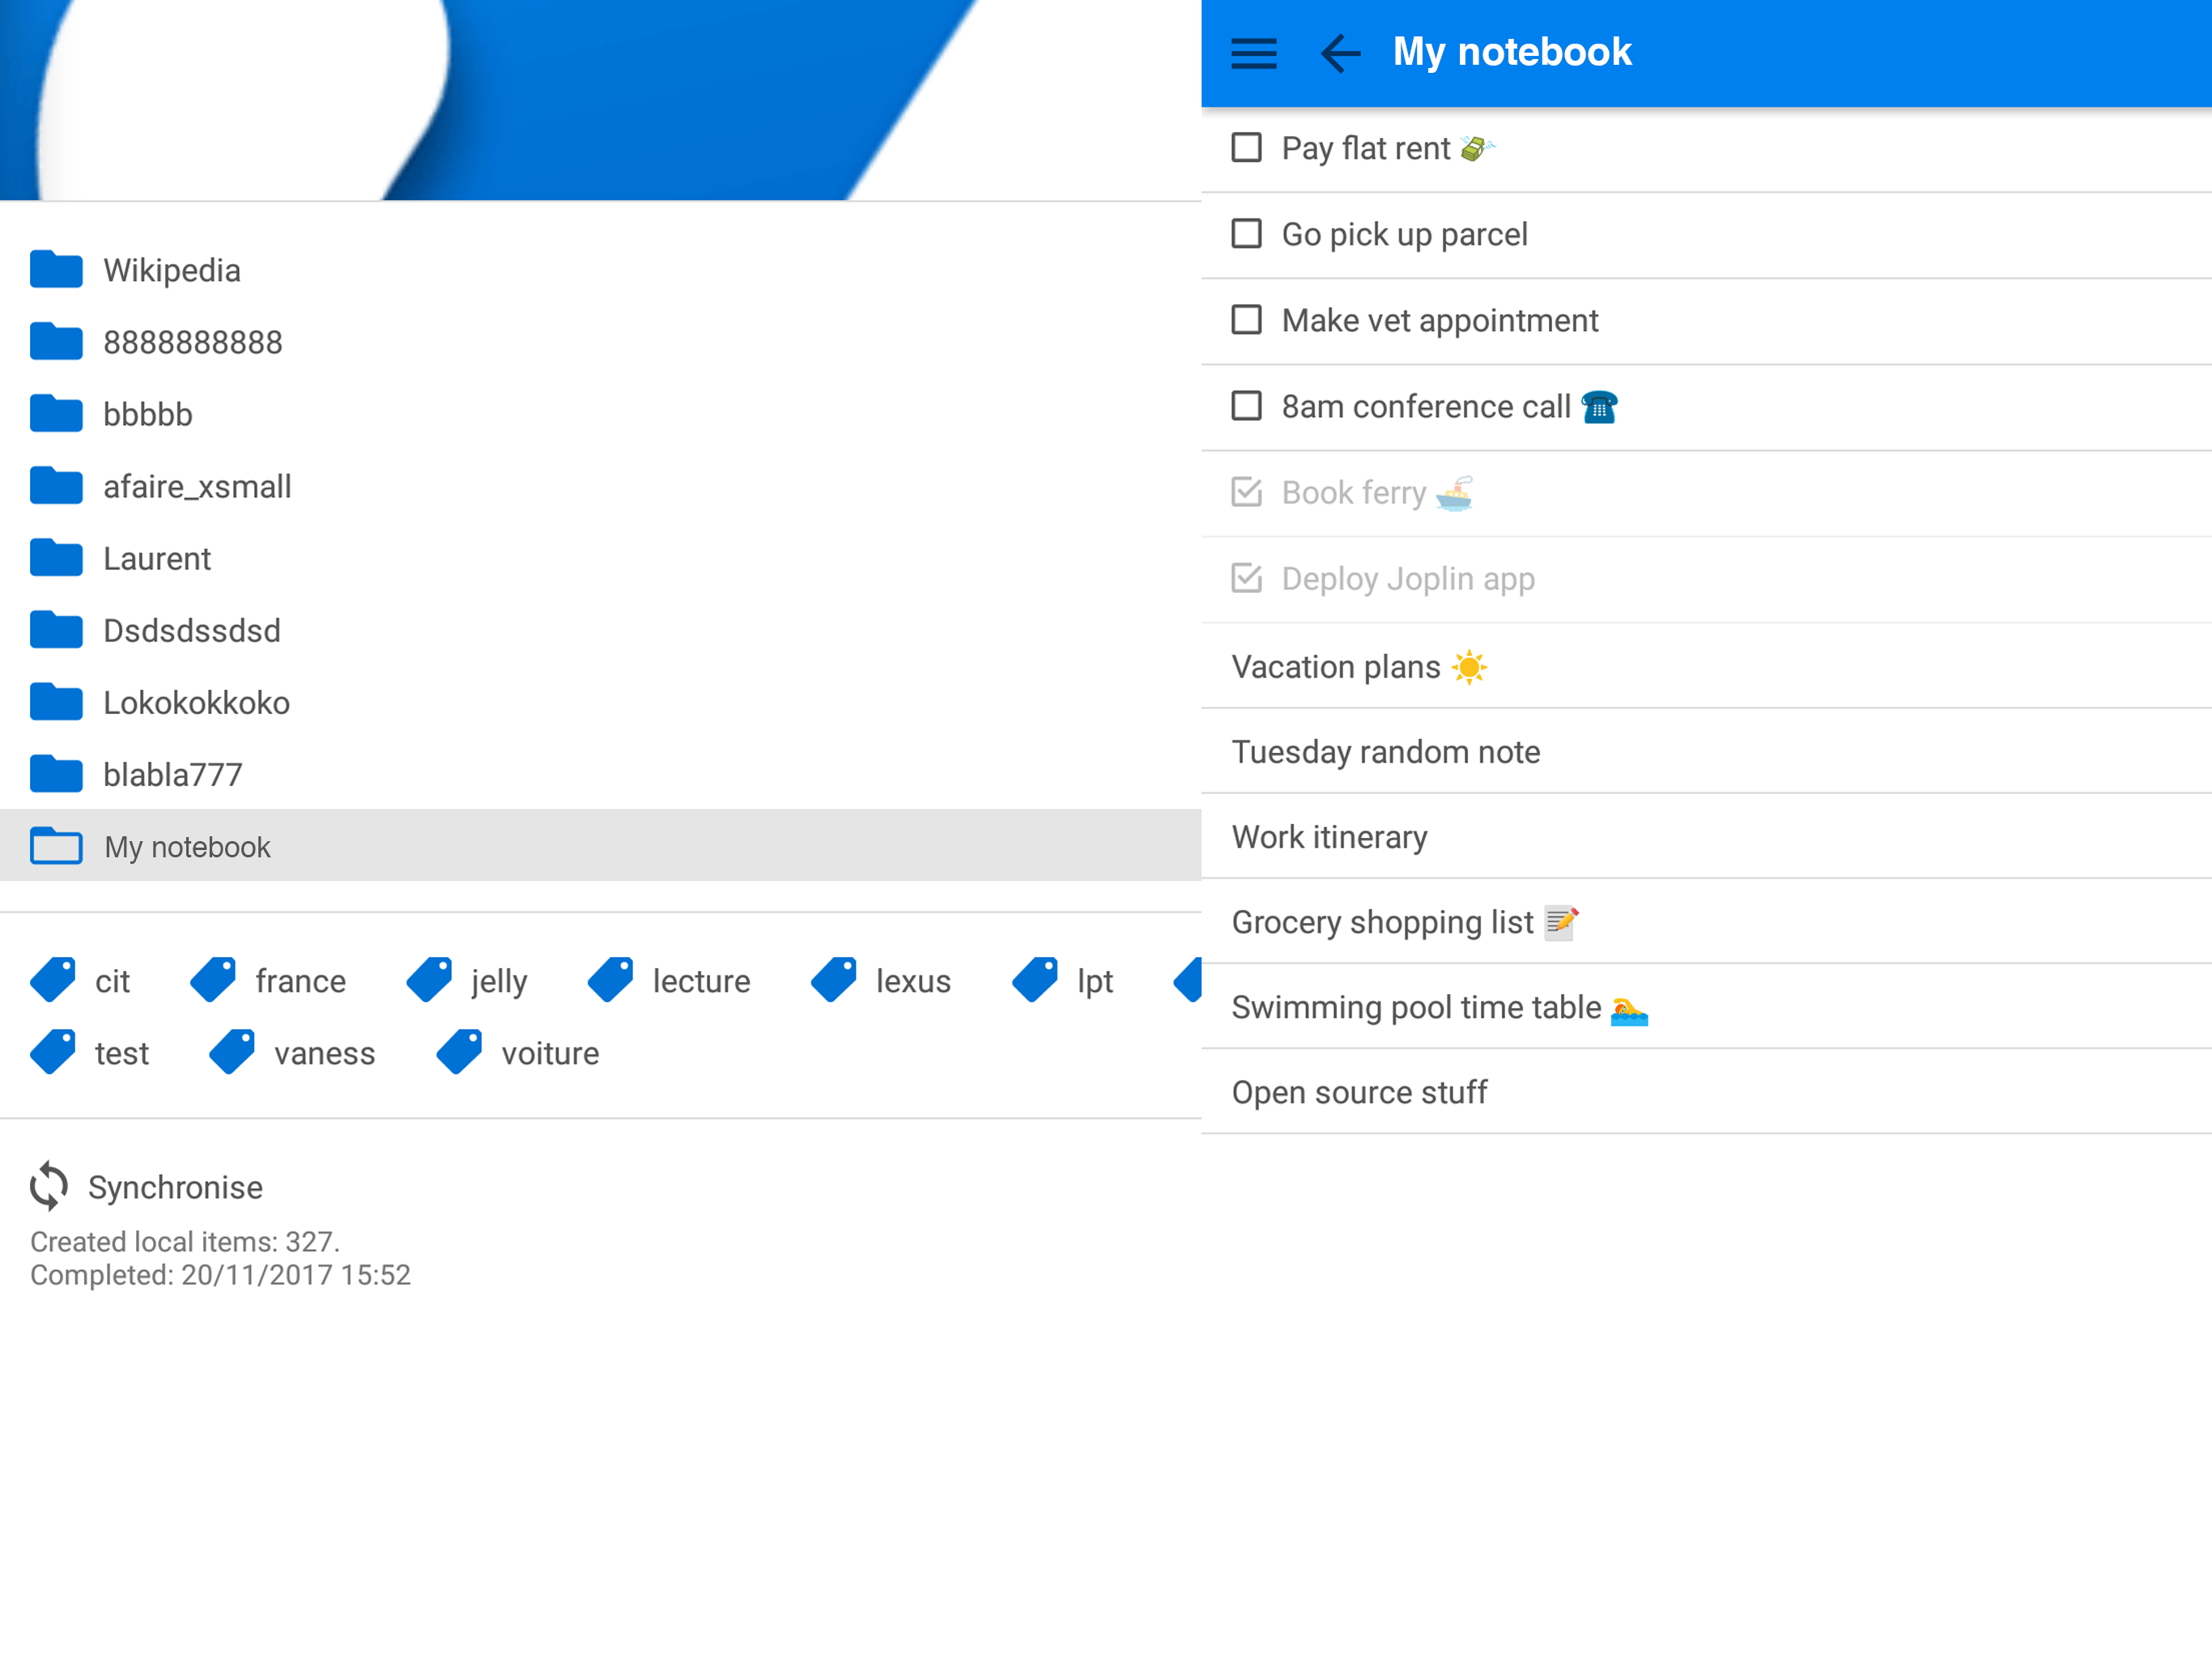 Wikipedia
8888888888
bbbbb
afaire_xsmall
Laurent
Dsdsdssdsd
Lokokokkoko
blabla777
My notebook
cit france jelly lecture lexus lpt
test vaness voiture
Synchronise
Created local items: 327.
Completed: 20/11/2017 15:52
My notebook
Pay flat rent 💸
Go pick up parcel
Make vet appointment
8am conference call ☎
Book ferry 🚢
Deploy Joplin app
Vacation plans ☀
Tuesday random note
Work itinerary
Grocery shopping list 📝
Swimming pool time table 🏊
Open source stuff